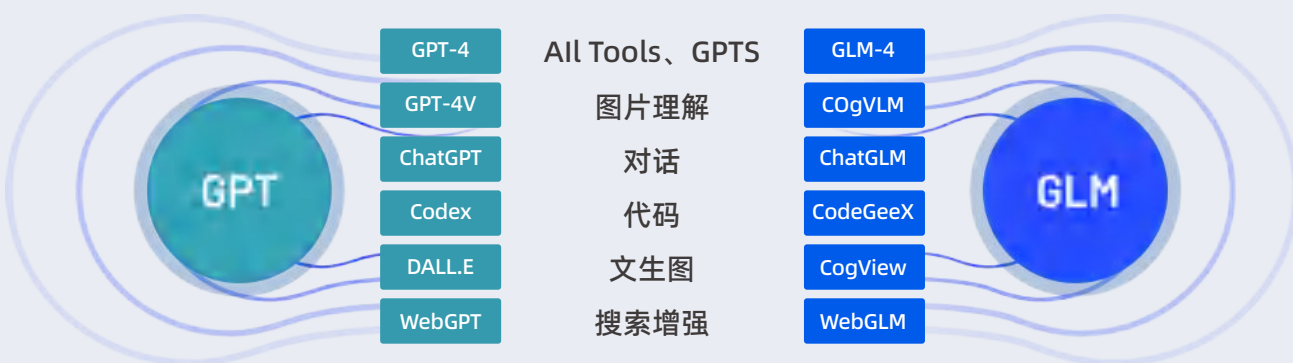 GPT-4 AIl Tools、GPTS GLM-4
GPT-4V 图片理解 COgVLM
ChatGPT 对话 ChatGLM
GPT GLM
Codex 代码 CodeGeeX
DALL.E 文生图 CogView
WebGPT 搜索增强 WebGLM